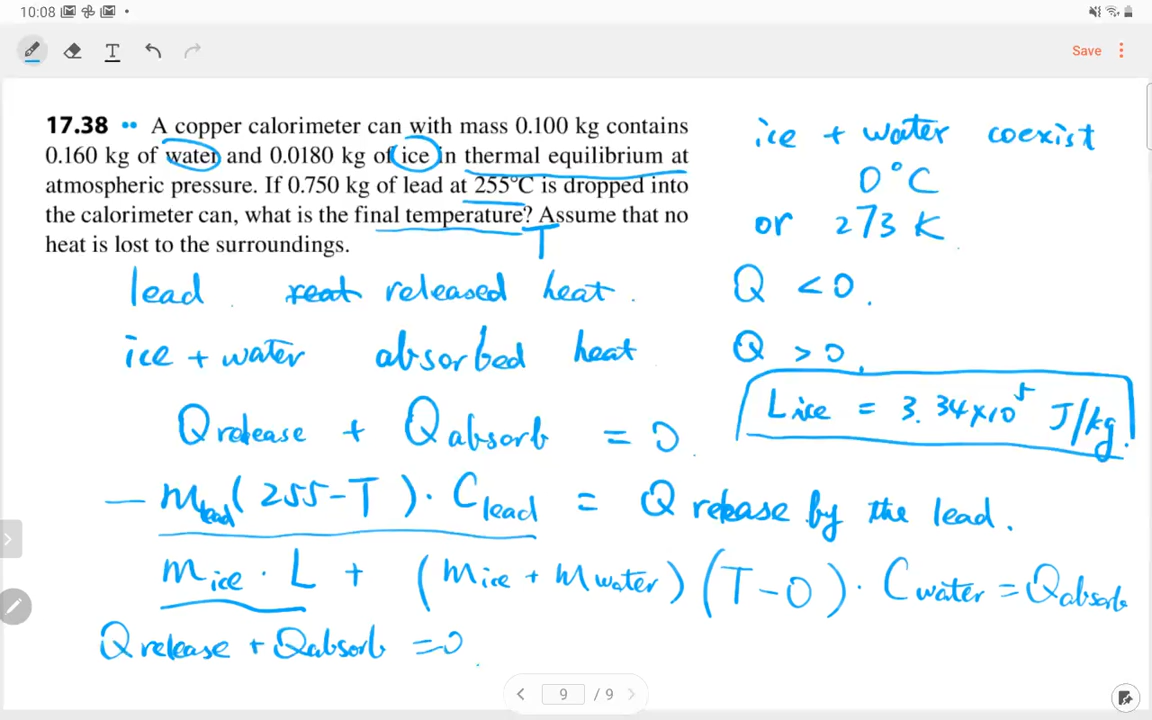 10:08
T
Save
17.38 •• A copper calorimeter can with mass 0.100 kg contains
0.160 kg of water and 0.0180 kg of ice in thermal equilibrium at
atmospheric pressure. If 0.750 kg of lead at 255°C is dropped into
the calorimeter can, what is the final temperature? Assume that no
heat is lost to the surroundings.
T
ice + water coexist
0°C
or 273 K
lead reat released heat. Q < 0.
ice + water absorbed heat Q > 0.
Lice = 3.34×10⁵ J/kg
Qrelease + Qabsorb = 0.
- mlead (255-T) · Clead = Q release by the lead.
mice · L + (mice + mwater) (T-0) · Cwater = Qabsorb
Qrelease + Qabsorb = 0.
9 / 9